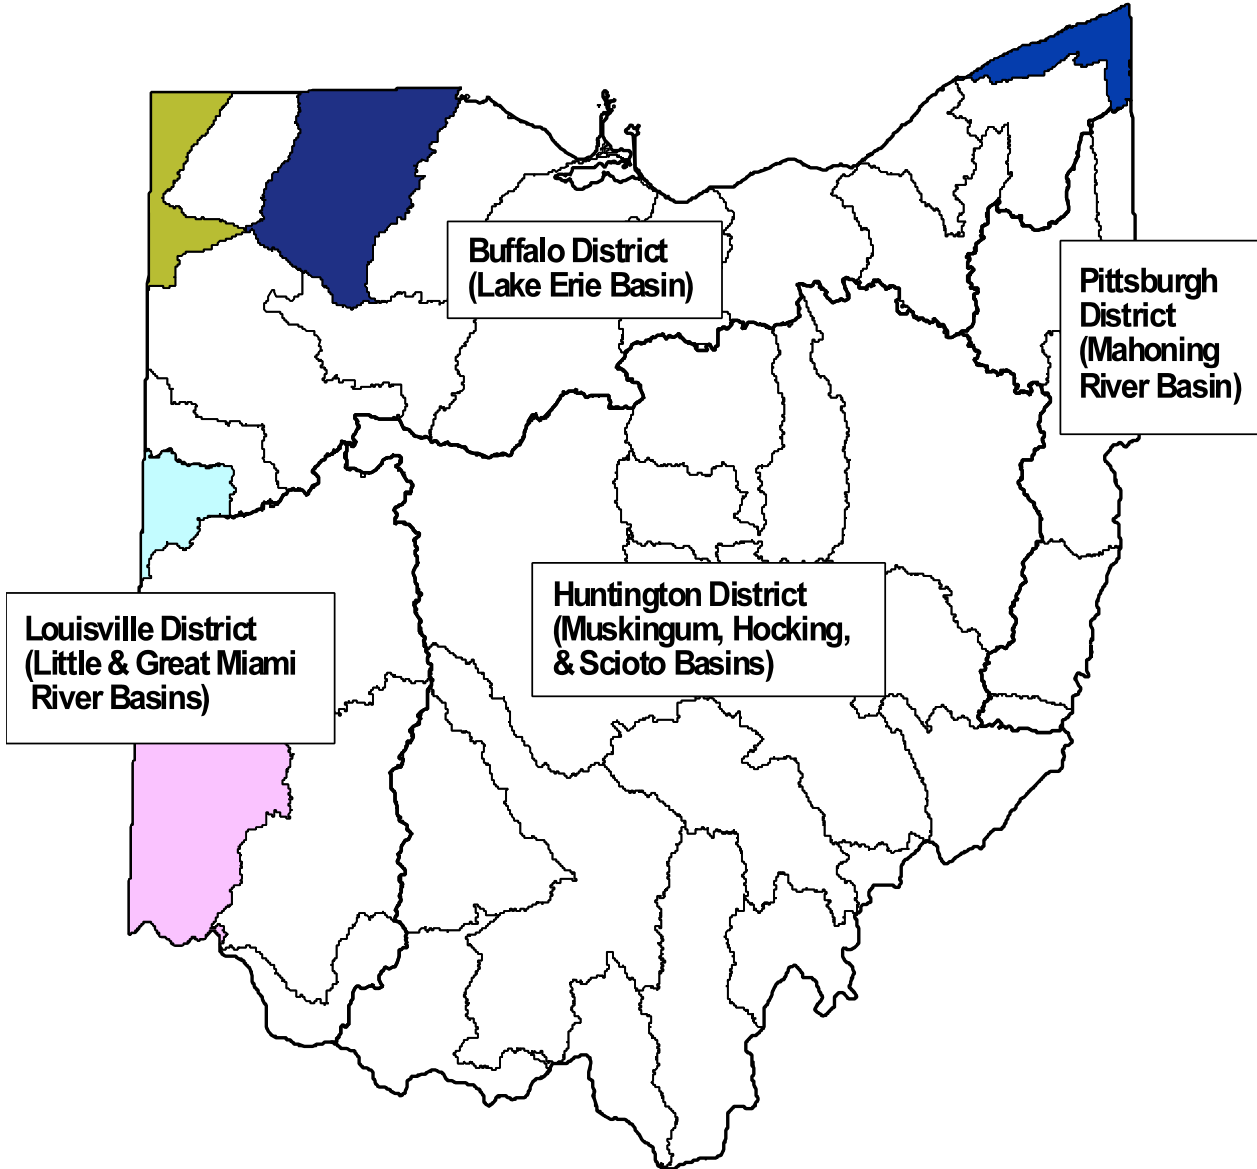 Buffalo District
(Lake Erie Basin)
Pittsburgh
District
(Mahoning
River Basin)
Huntington District
(Muskingum, Hocking,
& Scioto Basins)
Louisville District
(Little & Great Miami
River Basins)